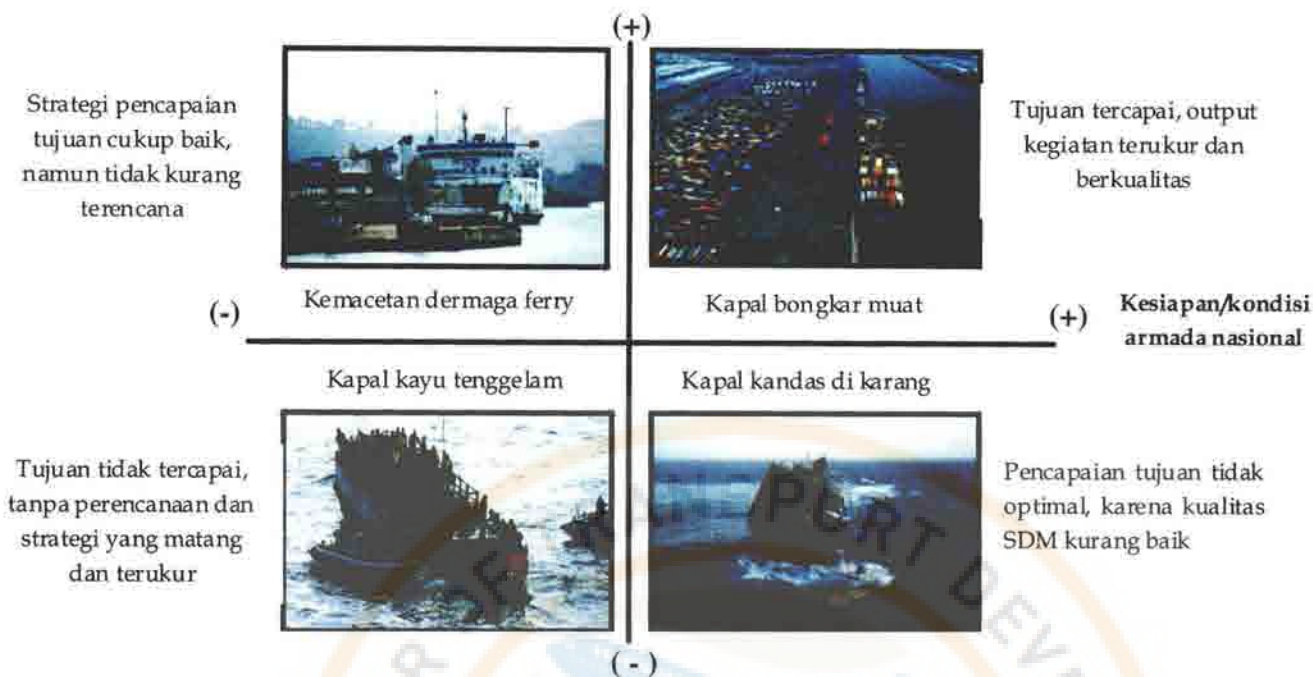 (+)
Strategi pencapaian
tujuan cukup baik,
namun tidak kurang
terencana
Tujuan tercapai, output
kegiatan terukur dan
berkualitas
(-)
Kemacetan dermaga ferry
Kapal bongkar muat
(+)
Kesiapan/kondisi
armada nasional
Kapal kayu tenggelam
Kapal kandas di karang
Tujuan tidak tercapai,
tanpa perencanaan dan
strategi yang matang
dan terukur
Pencapaian tujuan tidak
optimal, karena kualitas
SDM kurang baik
(-)